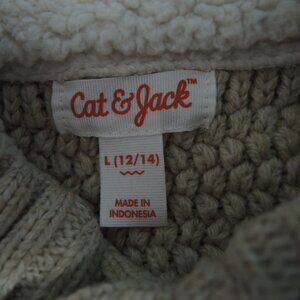 Cat & Jack™
L (12/14)
MADE IN
INDONESIA